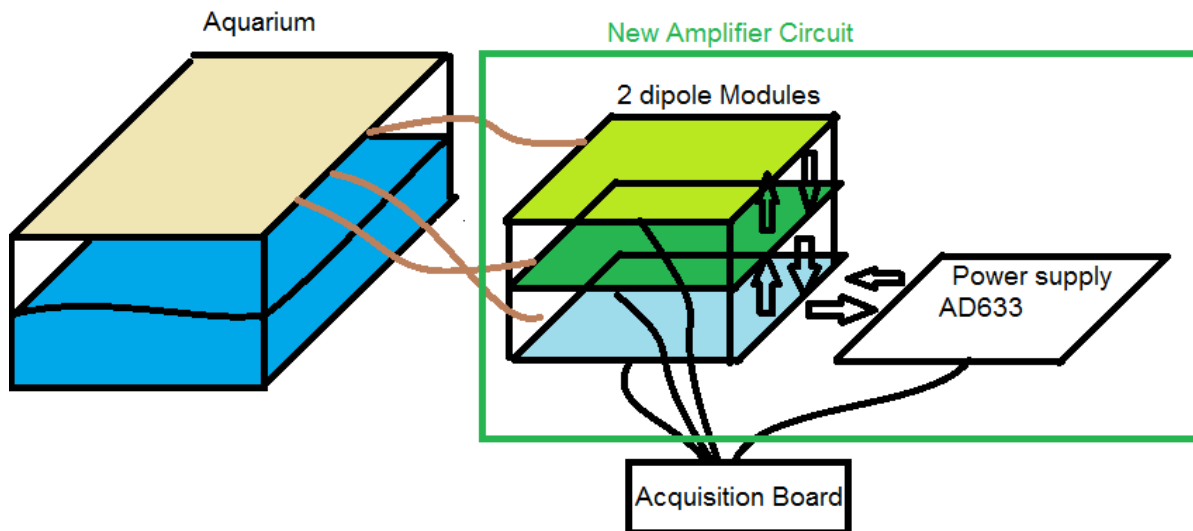 Aquarium
New Amplifier Circuit
2 dipole Modules
Power supply
AD633
Acquisition Board